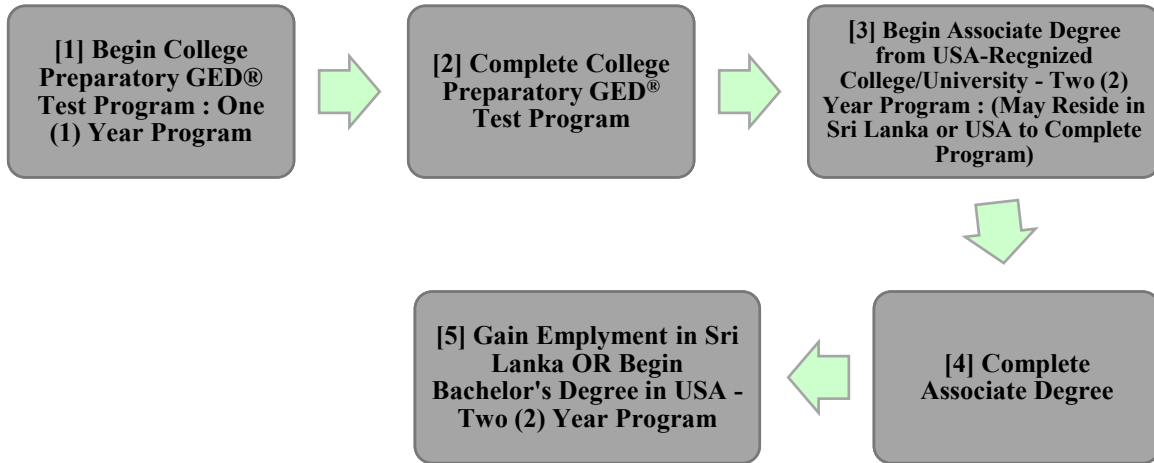 [1] Begin College
Preparatory GED®
Test Program : One
(1) Year Program
[2] Complete College
Preparatory GED®
Test Program
[3] Begin Associate Degree
from USA-Recgnized
College/University - Two (2)
Year Program : (May Reside in
Sri Lanka or USA to Complete
Program)
[4] Complete
Associate Degree
[5] Gain Emplyment in Sri
Lanka OR Begin
Bachelor's Degree in USA -
Two (2) Year Program